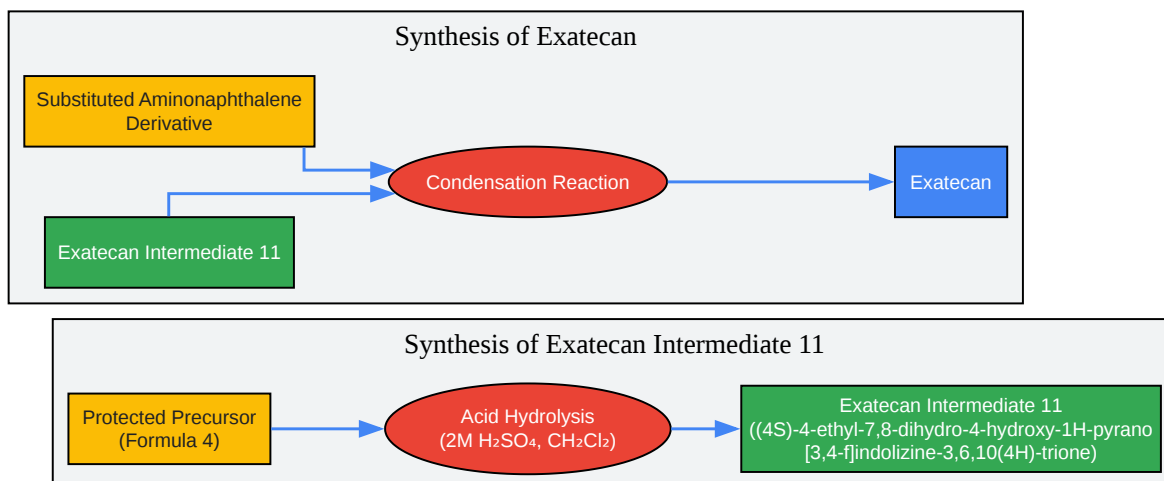 Synthesis of Exatecan
Substituted Aminonaphthalene
Derivative
Condensation Reaction
Exatecan
Exatecan Intermediate 11
Synthesis of Exatecan Intermediate 11
Protected Precursor
(Formula 4)
Acid Hydrolysis
(2M H₂SO₄, CH₂Cl₂)
Exatecan Intermediate 11
((4S)-4-ethyl-7,8-dihydro-4-hydroxy-1H-pyrano
[3,4-f]indolizine-3,6,10(4H)-trione)